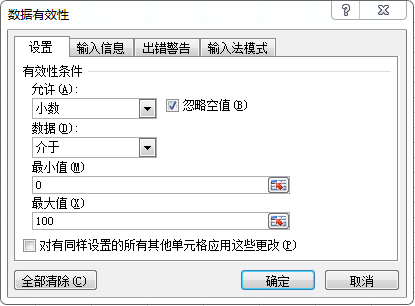 数据有效性
设置 输入信息 出错警告 输入法模式
有效性条件
允许(A):
小数 忽略空值(B)
数据(D):
介于
最小值(M)
0
最大值(X)
100
对有同样设置的所有其他单元格应用这些更改(P)
全部清除(C) 确定 取消